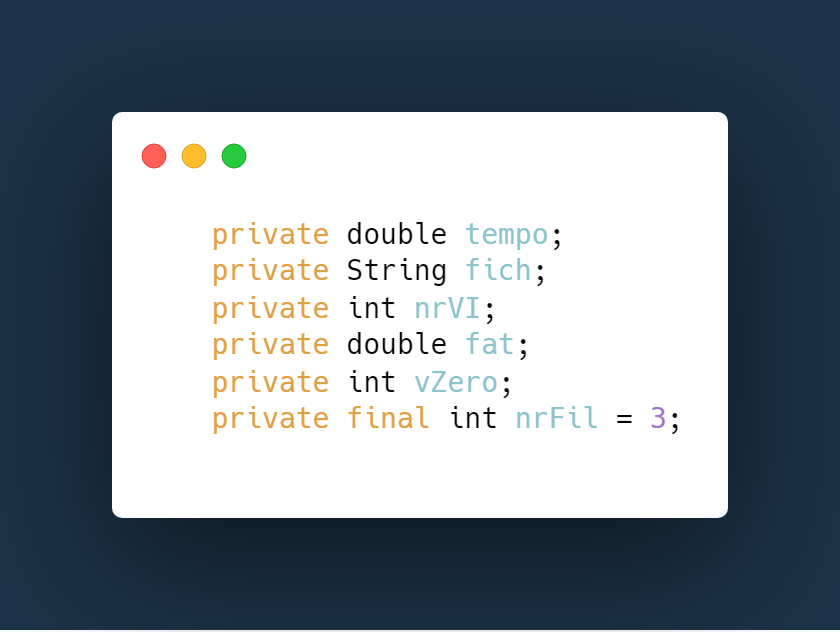 private double tempo;
private String fich;
private int nrVI;
private double fat;
private int vZero;
private final int nrFil = 3;